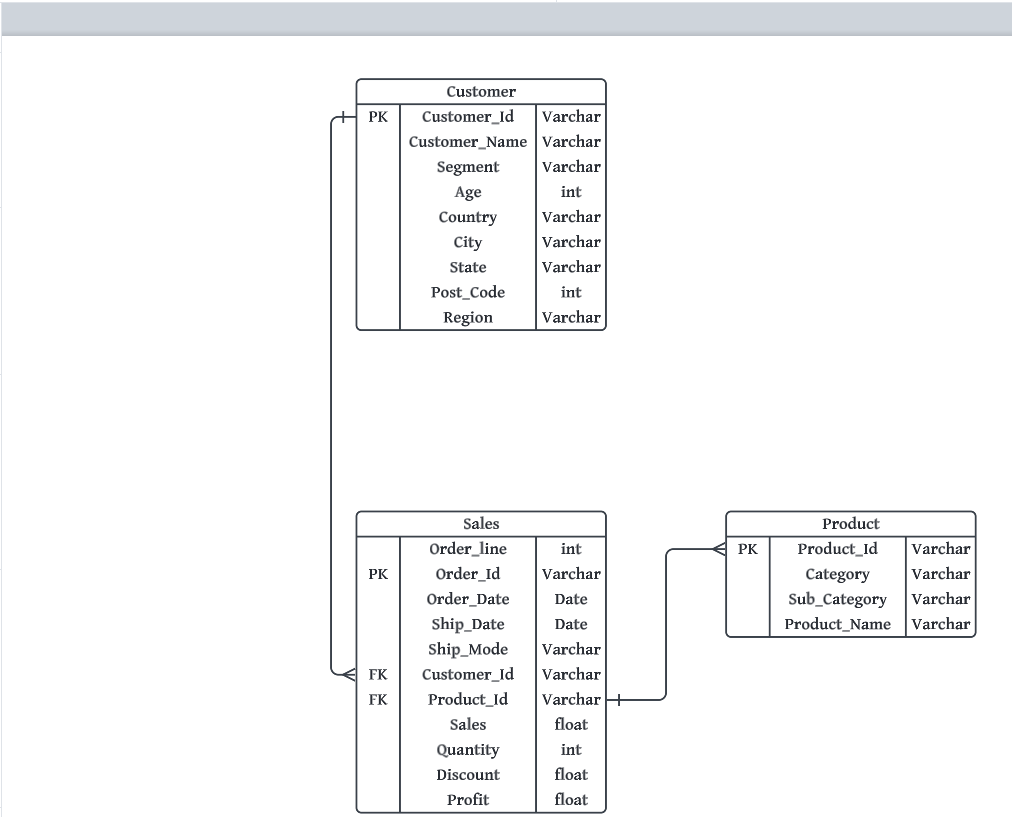 Customer
PK Customer_Id Varchar
Customer_Name Varchar
Segment Varchar
Age int
Country Varchar
City Varchar
State Varchar
Post_Code int
Region Varchar
Sales
Order_line int
PK Order_Id Varchar
Order_Date Date
Ship_Date Date
Ship_Mode Varchar
FK Customer_Id Varchar
FK Product_Id Varchar
Sales float
Quantity int
Discount float
Profit float
Product
PK Product_Id Varchar
Category Varchar
Sub_Category Varchar
Product_Name Varchar